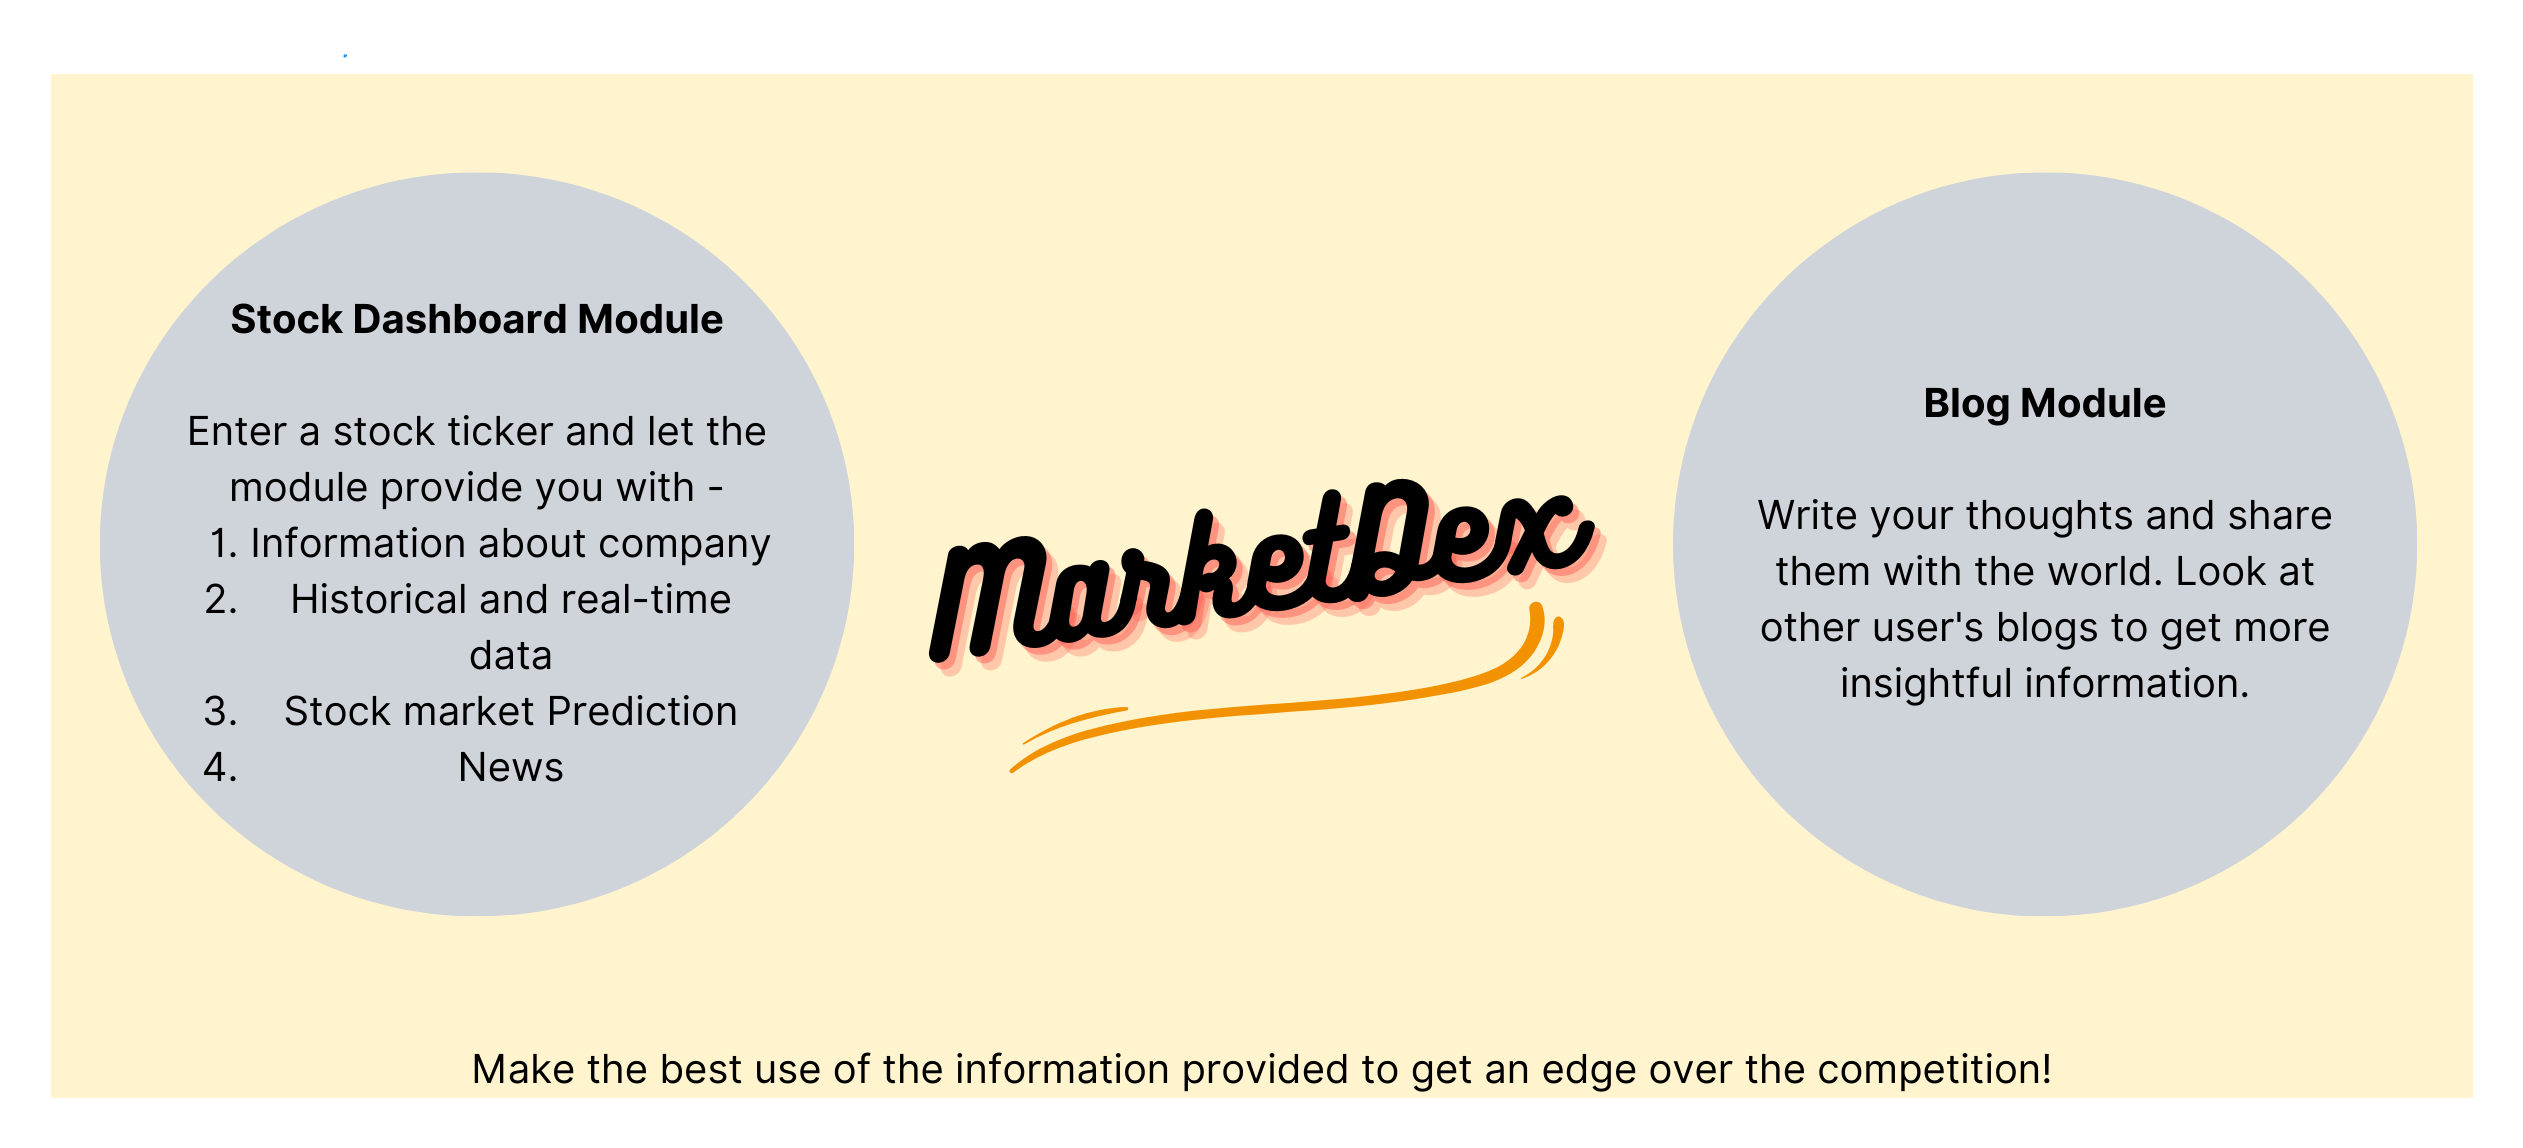 Stock Dashboard Module
Enter a stock ticker and let the
module provide you with -
1. Information about company
2. Historical and real-time
data
3. Stock market Prediction
4. News
MarketDex
Blog Module
Write your thoughts and share
them with the world. Look at
other user's blogs to get more
insightful information.
Make the best use of the information provided to get an edge over the competition!